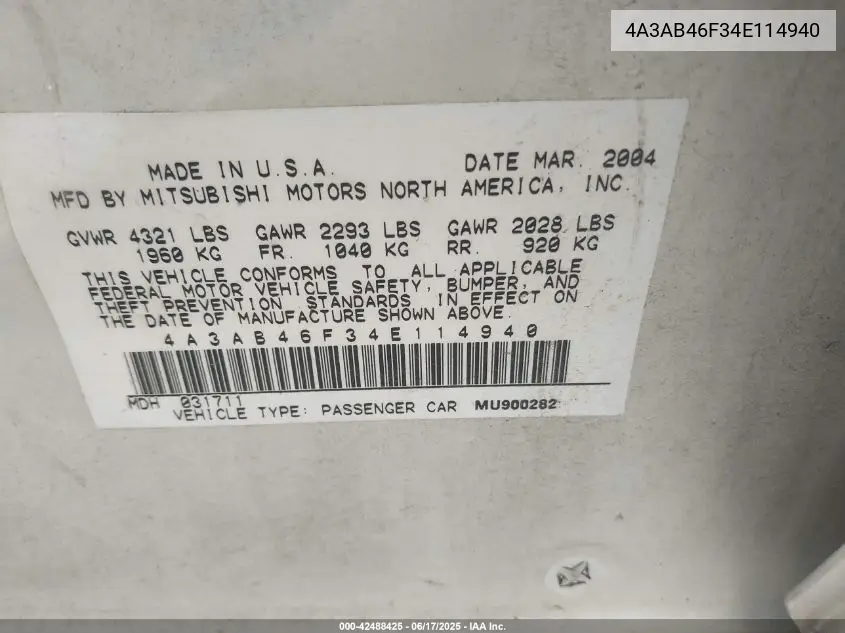 4A3AB46F34E114940
MADE IN U.S.A. DATE MAR. 2004
MFD BY MITSUBISHI MOTORS NORTH AMERICA, INC.
GVWR 4321 LBS GAWR 2293 LBS GAWR 2028 LBS
1960 KG FR. 1040 KG RR. 920 KG
THIS VEHICLE CONFORMS TO ALL APPLICABLE
FEDERAL MOTOR VEHICLE SAFETY, BUMPER, AND
THEFT PREVENTION STANDARDS IN EFFECT ON
THE DATE OF MANUFACTURE SHOWN ABOVE.
4A3AB46F34E114940
MDH 031711
VEHICLE TYPE: PASSENGER CAR MU900282
000-42488425 - 06/17/2025 - IAA Inc.